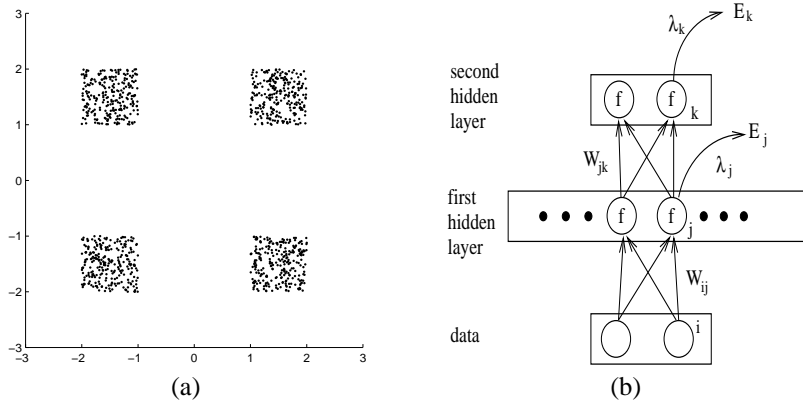 3
2
1
0
−1
−2
−3
−3 −2 −1 0 1 2 3
(a)
λk Ek
second
hidden
layer
f f k
Wjk
λj Ej
first
hidden
layer
f f j
Wij
data
i
(b)